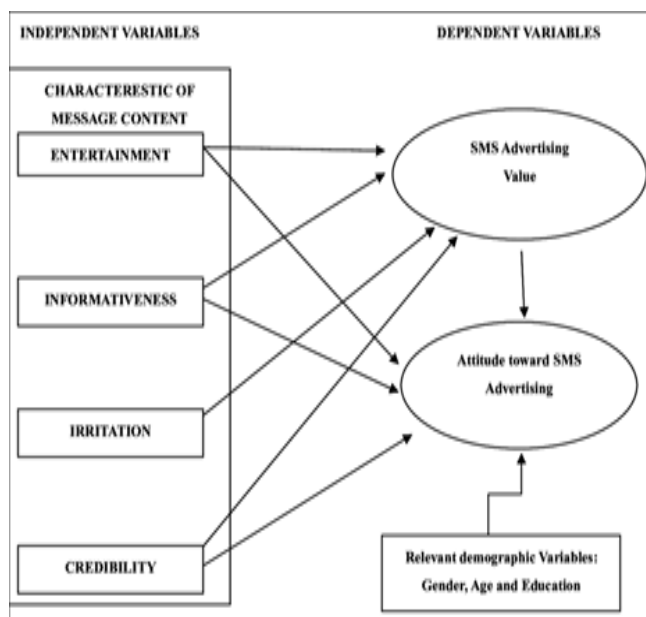 INDEPENDENT VARIABLES
DEPENDENT VARIABLES
CHARACTERESTIC OF
MESSAGE CONTENT
ENTERTAINMENT
SMS Advertising
Value
INFORMATIVENESS
Attitude toward SMS
Advertising
IRRITATION
CREDIBILITY
Relevant demographic Variables:
Gender, Age and Education